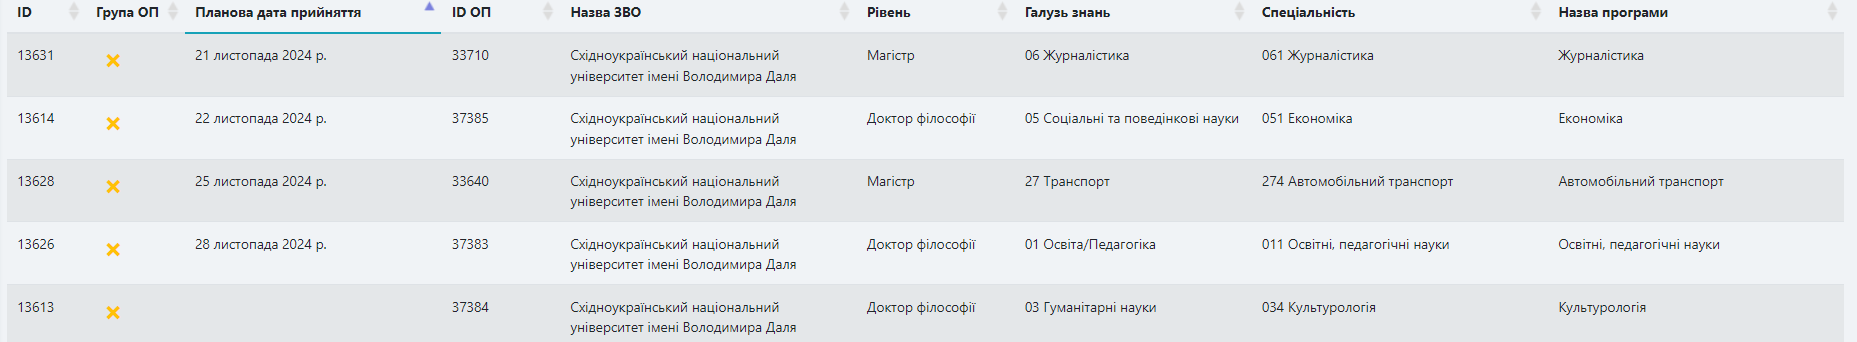 ID Група ОП Планова дата прийняття ID ОП Назва ЗВО Рівень Галузь знань Спеціальність Назва програми
13631 21 листопада 2024 р. 33710 Східноукраїнський національний Магістр 06 Журналістика 061 Журналістика Журналістика
університет імені Володимира Даля
13614 22 листопада 2024 р. 37385 Східноукраїнський національний Доктор філософії 05 Соціальні та поведінкові науки 051 Економіка Економіка
університет імені Володимира Даля
13628 25 листопада 2024 р. 33640 Східноукраїнський національний Магістр 27 Транспорт 274 Автомобільний транспорт Автомобільний транспорт
університет імені Володимира Даля
13626 28 листопада 2024 р. 37383 Східноукраїнський національний Доктор філософії 01 Освіта/Педагогіка 011 Освітні, педагогічні науки Освітні, педагогічні науки
університет імені Володимира Даля
13613 37384 Східноукраїнський національний Доктор філософії 03 Гуманітарні науки 034 Культурологія Культурологія
університет імені Володимира Даля